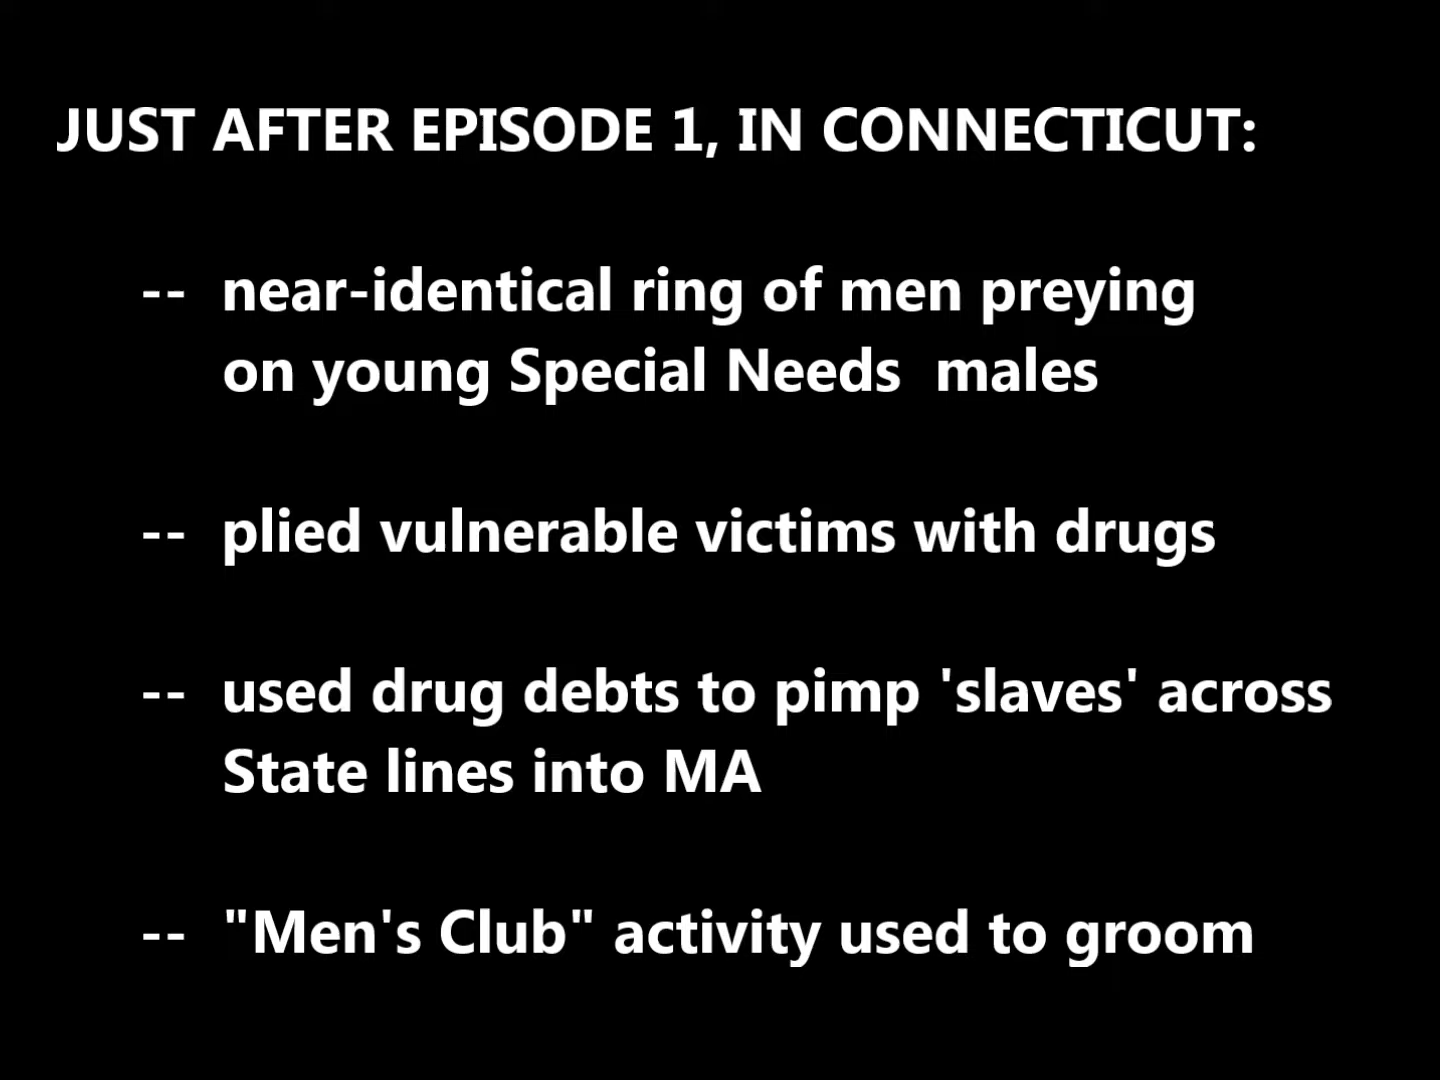 JUST AFTER EPISODE 1, IN CONNECTICUT:
-- near-identical ring of men preying
on young Special Needs  males
-- plied vulnerable victims with drugs
-- used drug debts to pimp 'slaves' across
State lines into MA
-- "Men's Club" activity used to groom